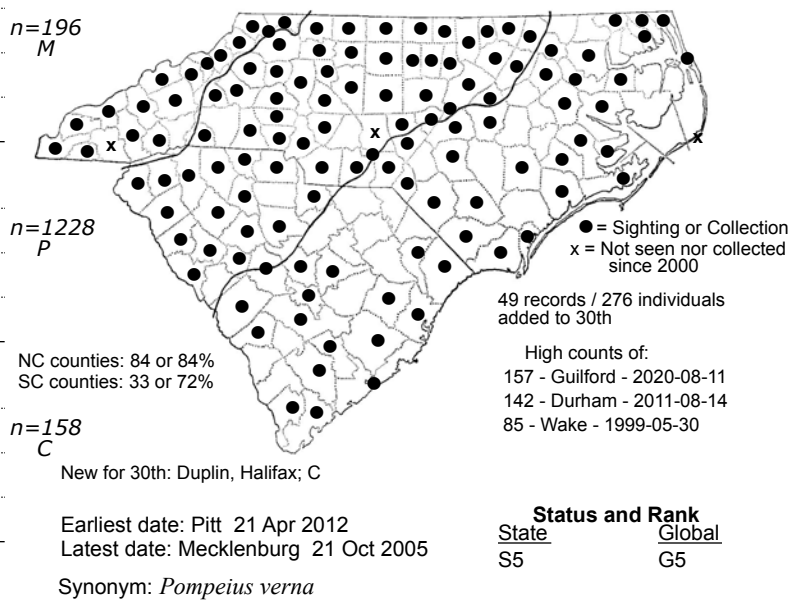 n=196
M
n=1228
P
n=158
C
x
x
x
● = Sighting or Collection
x = Not seen nor collected
since 2000
49 records / 276 individuals
added to 30th
High counts of:
157 - Guilford - 2020-08-11
142 - Durham - 2011-08-14
85 - Wake - 1999-05-30
NC counties: 84 or 84%
SC counties: 33 or 72%
New for 30th: Duplin, Halifax; C
Earliest date: Pitt 21 Apr 2012
Latest date: Mecklenburg 21 Oct 2005
Synonym: Pompeius verna
Status and Rank
State Global
S5 G5